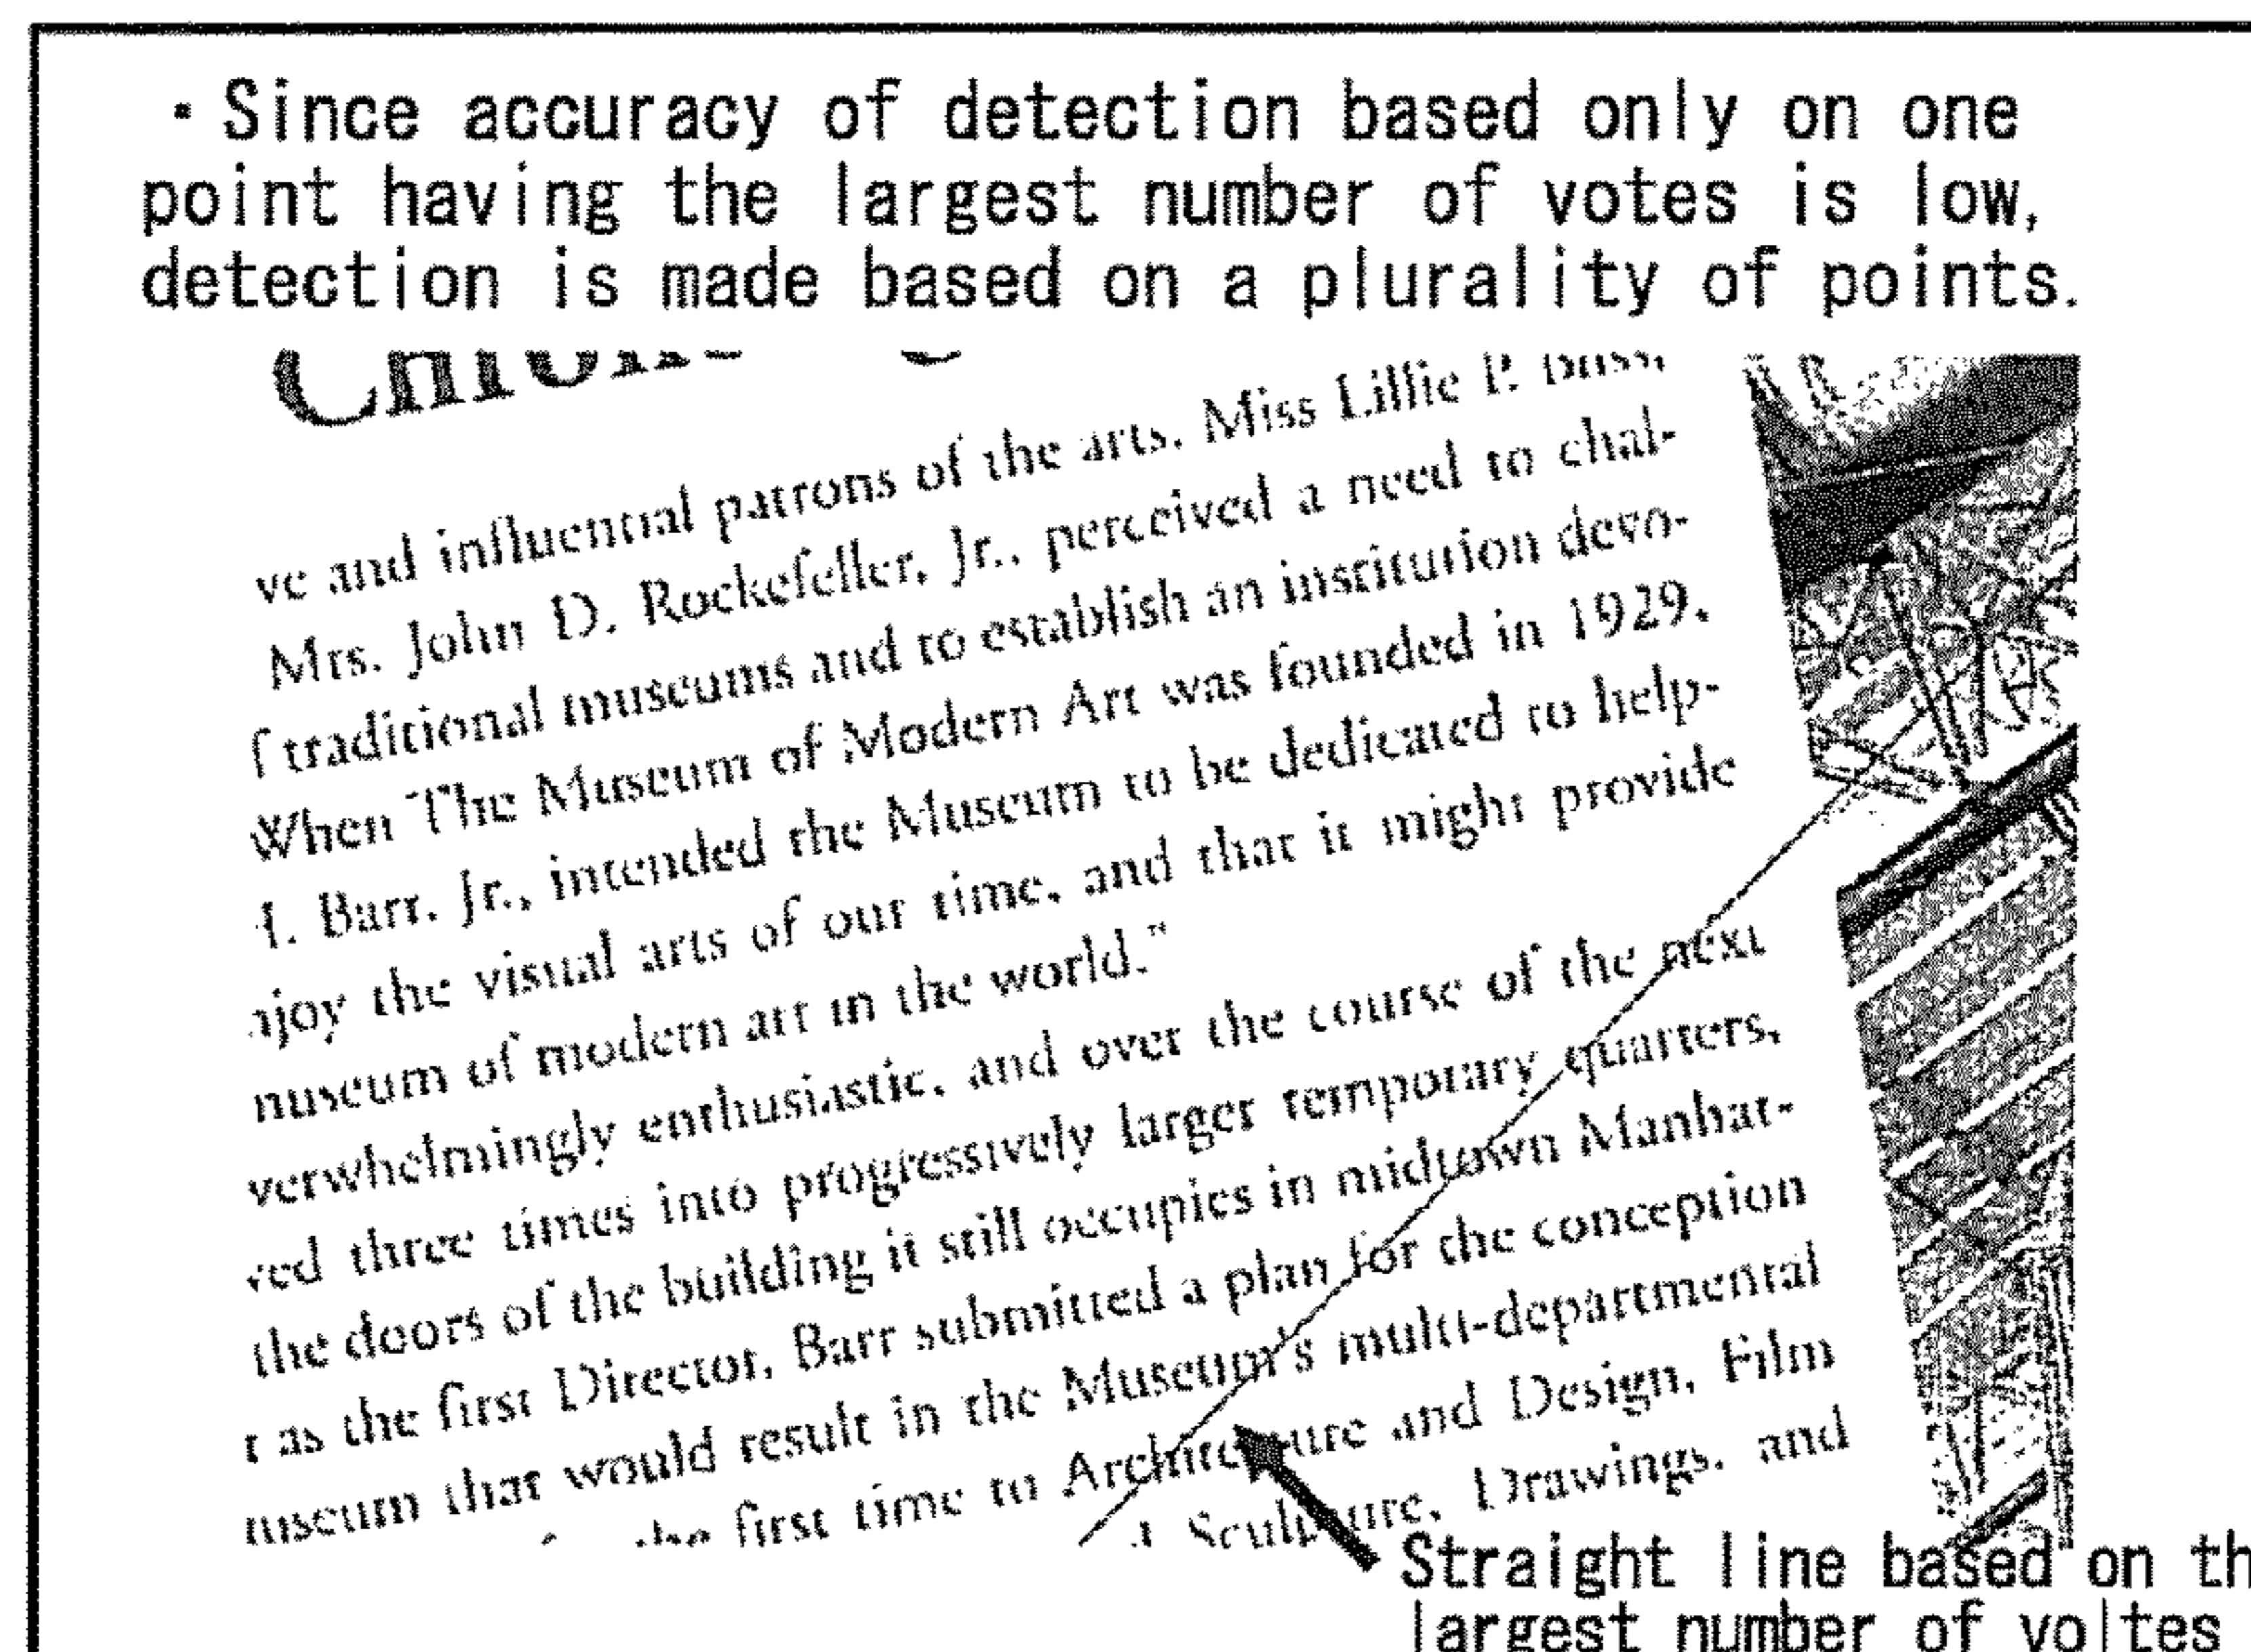 ・Since accuracy of detection based only on one
point having the largest number of votes is low,
detection is made based on a plurality of points.
ve and influential patrons of the arts, Miss Lillie P.
Mrs. John D. Rockefeller, Jr., perceived a need to chal-
f traditional museums and to establish an institution devo-
When The Museum of Modern Art was founded in 1929,
Barr, Jr., intended the Museum to be dedicated to help-
njoy the visual arts of our time, and that it might provide
museum of modern art in the world."
verwhelmingly enthusiastic, and over the course of the next
ved three times into progressively larger temporary quarters,
the doors of the building it still occupies in midtown Manhat-
t as the first Director, Barr submitted a plan for the conception
useum that would result in the Museum's multi-departmental
the first time to Architecture and Design, Film
Sculpture, Drawings, and
Straight line based on th
largest number of voltes